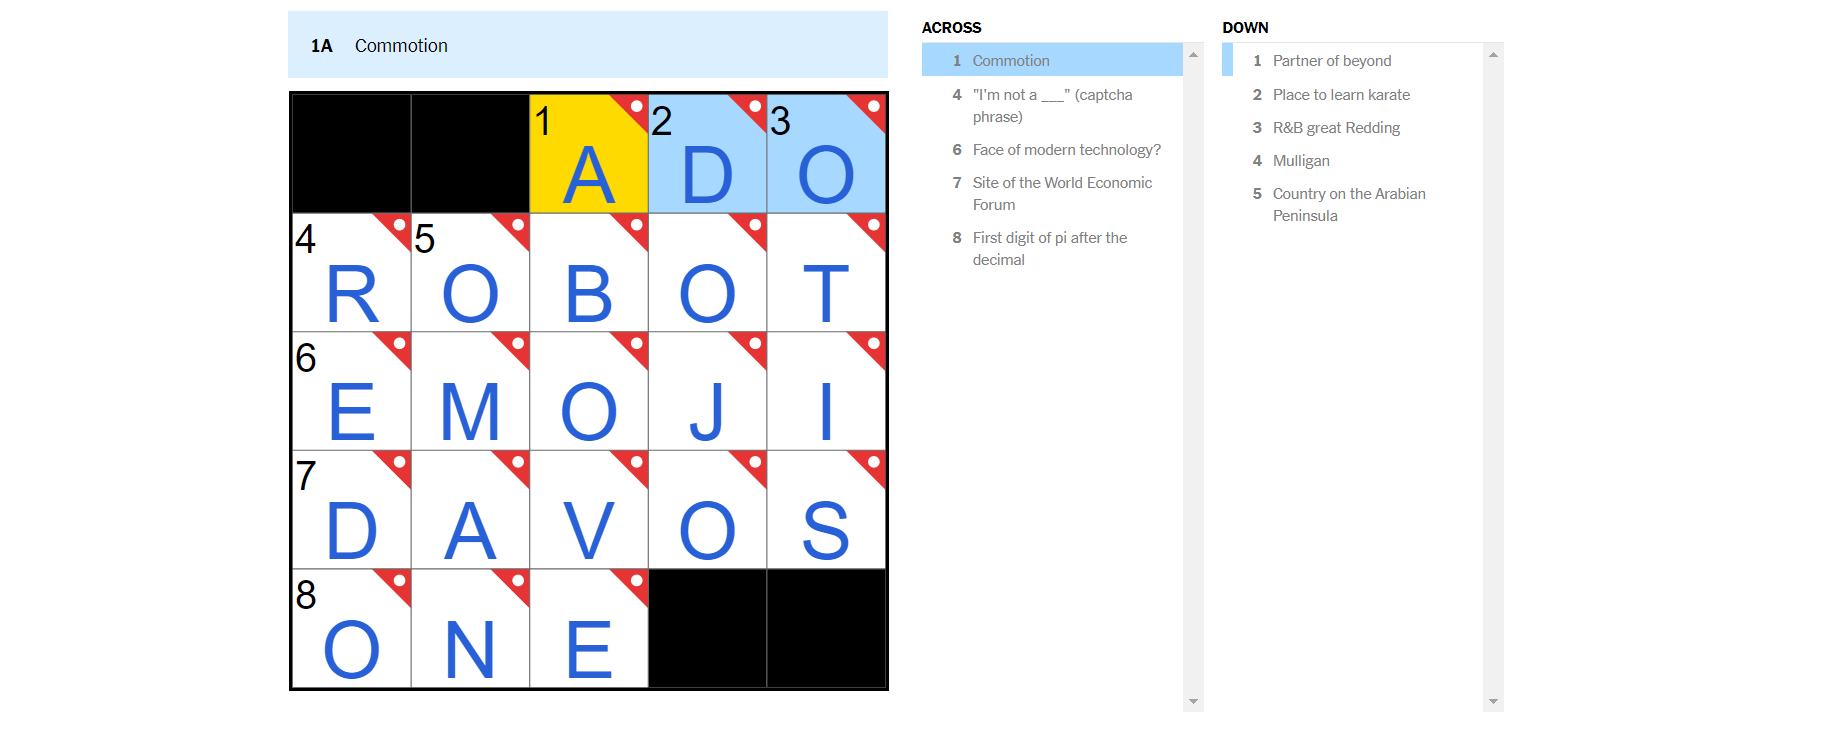 1A Commotion
1 2 3
A D O
4 5
R O B O T
6
E M O J I
7
D A V O S
8
O N E
ACROSS
1 Commotion
4 "I'm not a ___" (captcha
phrase)
6 Face of modern technology?
7 Site of the World Economic
Forum
8 First digit of pi after the
decimal
DOWN
1 Partner of beyond
2 Place to learn karate
3 R&B great Redding
4 Mulligan
5 Country on the Arabian
Peninsula